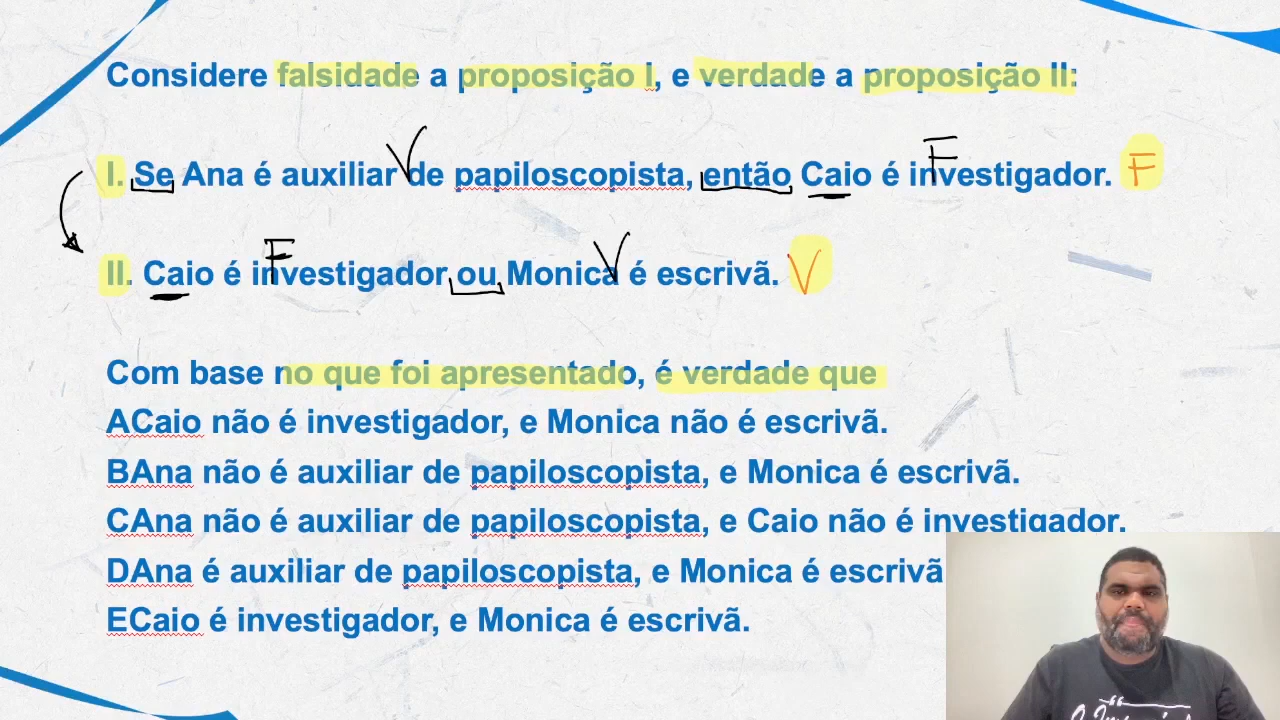 Considere falsidade a proposição I, e verdade a proposição II:
V F
I. Se Ana é auxiliar de papiloscopista, então Caio é investigador. F
F V
II. Caio é investigador ou Monica é escrivã. V
Com base no que foi apresentado, é verdade que
ACaio não é investigador, e Monica não é escrivã.
BAna não é auxiliar de papiloscopista, e Monica é escrivã.
CAna não é auxiliar de papiloscopista, e Caio não é investigador.
DAna é auxiliar de papiloscopista, e Monica é escrivã
ECaio é investigador, e Monica é escrivã.